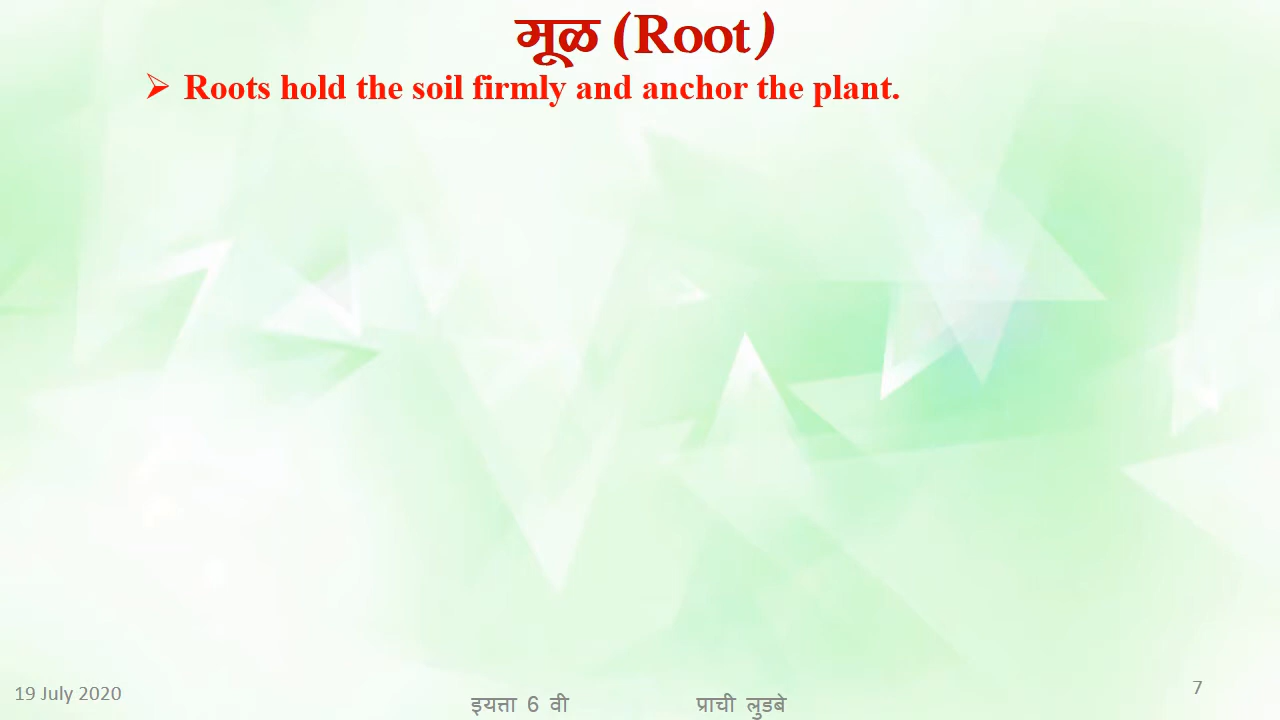 मूळ (Root)
➢ Roots hold the soil firmly and anchor the plant.
19 July 2020
इयत्ता 6 वी प्राची लुडबे
7